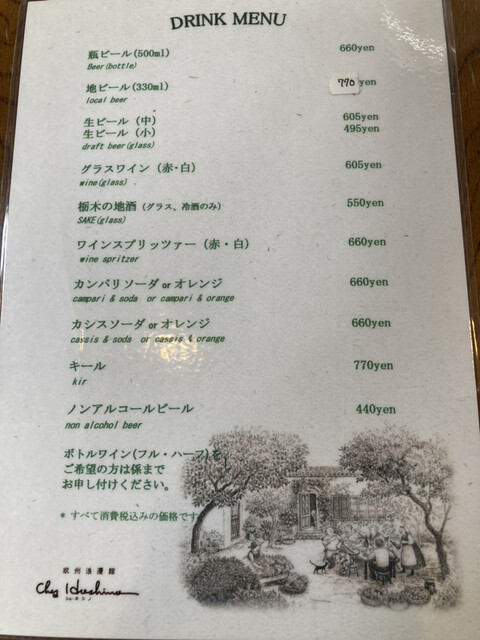 DRINK MENU
瓶ビール(500ml) 660yen
Beer(bottle)
地ビール(330ml) 770yen
local beer
生ビール（中） 605yen
生ビール（小） 495yen
draft beer(glass)
グラスワイン（赤・白） 605yen
wine(glass)
栃木の地酒（グラス、冷酒のみ） 550yen
SAKE(glass)
ワインスプリッツァー（赤・白） 660yen
wine spritzer
カンパリソーダ or オレンジ 660yen
campari & soda or campari & orange
カシスソーダ or オレンジ 660yen
cassis & soda or cassis & orange
キール 770yen
kir
ノンアルコールビール 440yen
non alcohol beer
ボトルワイン(フル・ハーフ)を
ご希望の方は係まで
お申し付けください。
* すべて消費税込みの価格です
欧州浪漫館
Chez Hoshino
シェ・ホシノ